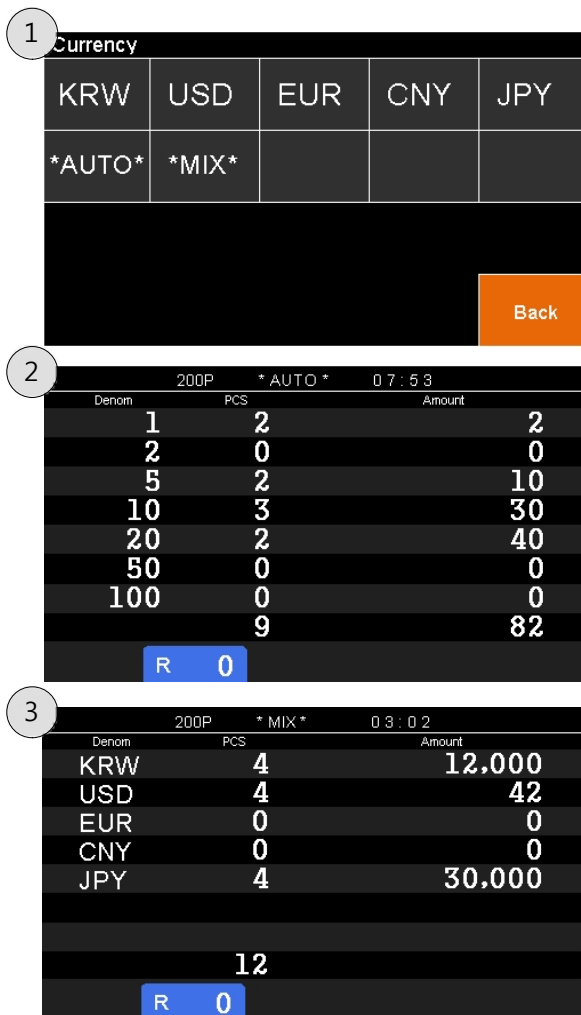 1
Currency
KRW USD EUR CNY JPY
*AUTO* *MIX*
Back
2
200P *AUTO* 07:53
Denom PCS Amount
1 2 2
2 0 0
5 2 10
10 3 30
20 2 40
50 0 0
100 0 0
9 82
R 0
3
200P *MIX* 03:02
Denom PCS Amount
KRW 4 12,000
USD 4 42
EUR 0 0
CNY 0 0
JPY 4 30,000
12
R 0